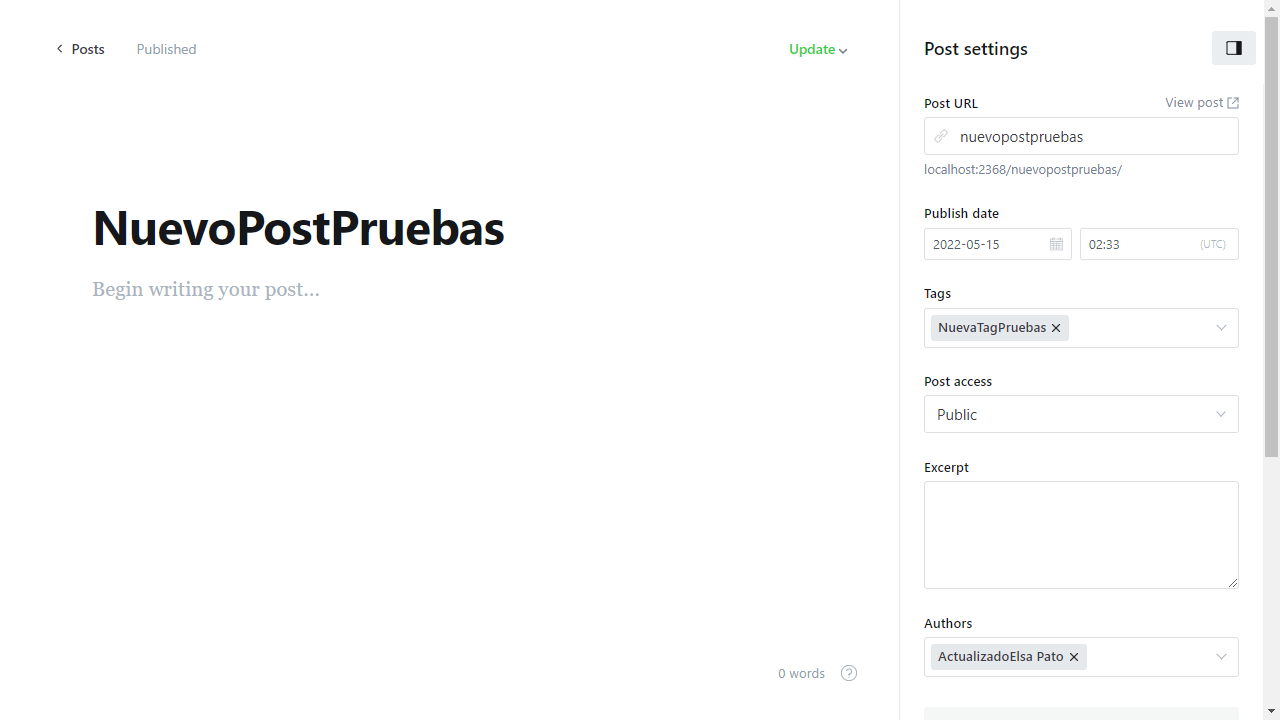 Posts
Published
Update
Post settings
Post URL
View post
nuevopostpruebas
localhost:2368/nuevopostpruebas/
NuevoPostPruebas
Begin writing your post...
Publish date
2022-05-15
02:33
(UTC)
Tags
NuevaTagPruebas
Post access
Public
Excerpt
Authors
ActualizadoElsa Pato
0 words
?